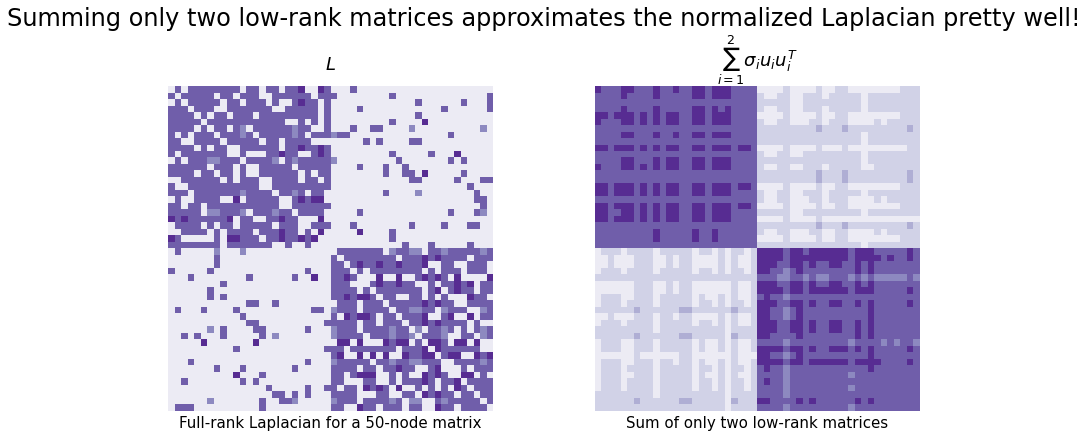 Summing only two low-rank matrices approximates the normalized Laplacian pretty well!
L
2
∑ σᵢuᵢuᵢᵀ
i = 1
Full-rank Laplacian for a 50-node matrix
Sum of only two low-rank matrices